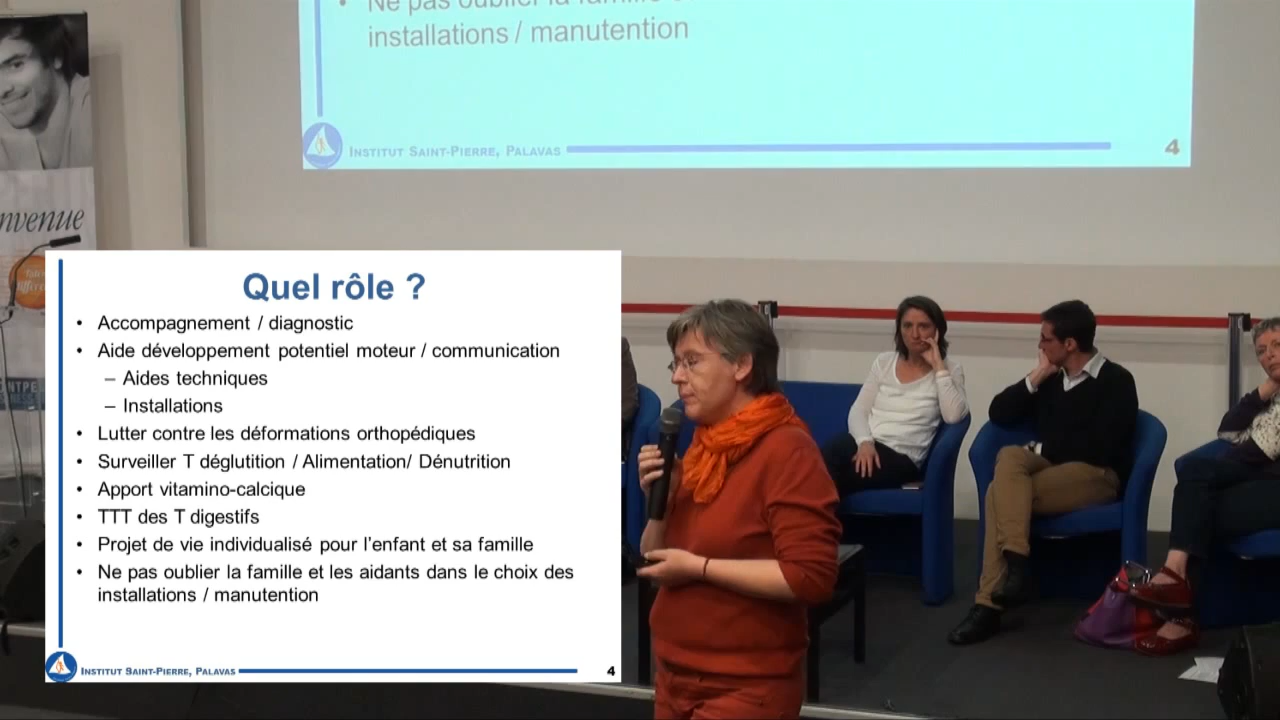 installations / manutention
INSTITUT SAINT-PIERRE, PALAVAS
4
nvenue
Quel rôle ?
• Accompagnement / diagnostic
• Aide développement potentiel moteur / communication
– Aides techniques
– Installations
• Lutter contre les déformations orthopédiques
• Surveiller T déglutition / Alimentation/ Dénutrition
• Apport vitamino-calcique
• TTT des T digestifs
• Projet de vie individualisé pour l'enfant et sa famille
• Ne pas oublier la famille et les aidants dans le choix des
installations / manutention
INSTITUT SAINT-PIERRE, PALAVAS
4